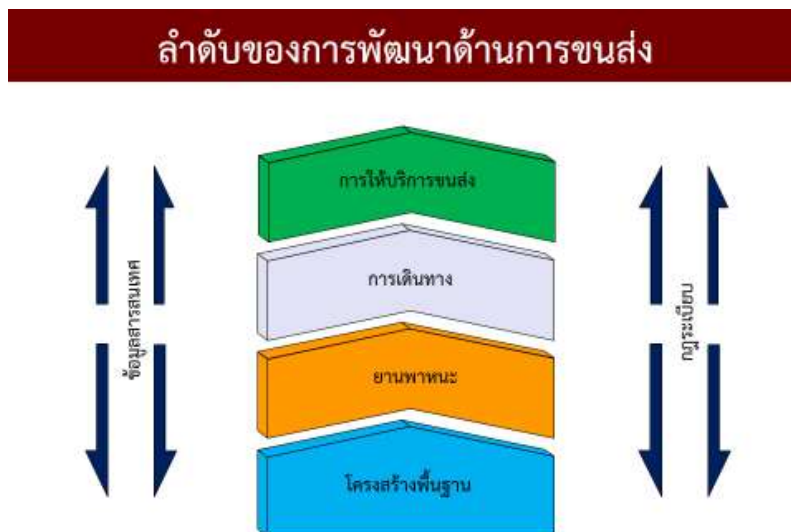 ลำดับของการพัฒนาด้านการขนส่ง
การให้บริการขนส่ง
การเดินทาง
ยานพาหนะ
โครงสร้างพื้นฐาน
ข้อมูลสารสนเทศ
กฎระเบียบ